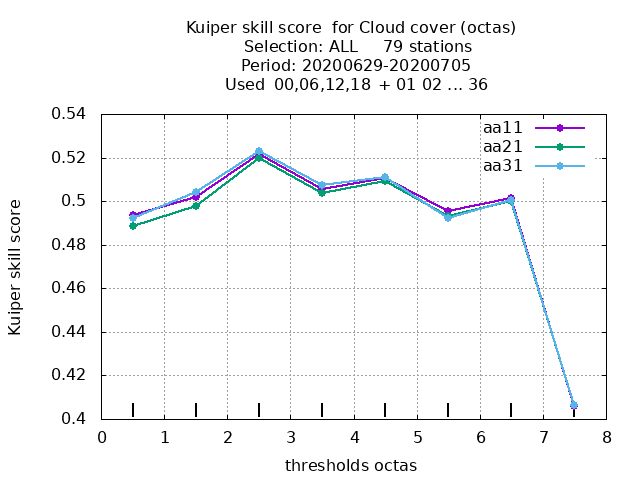 Kuiper skill score  for Cloud cover (octas)
Selection: ALL     79 stations
Period: 20200629-20200705
Used  00,06,12,18 + 01 02 ... 36
0.54
0.52
0.5
0.48
0.46
0.44
0.42
0.4
Kuiper skill score
aa11
aa21
aa31
0 1 2 3 4 5 6 7 8
thresholds octas